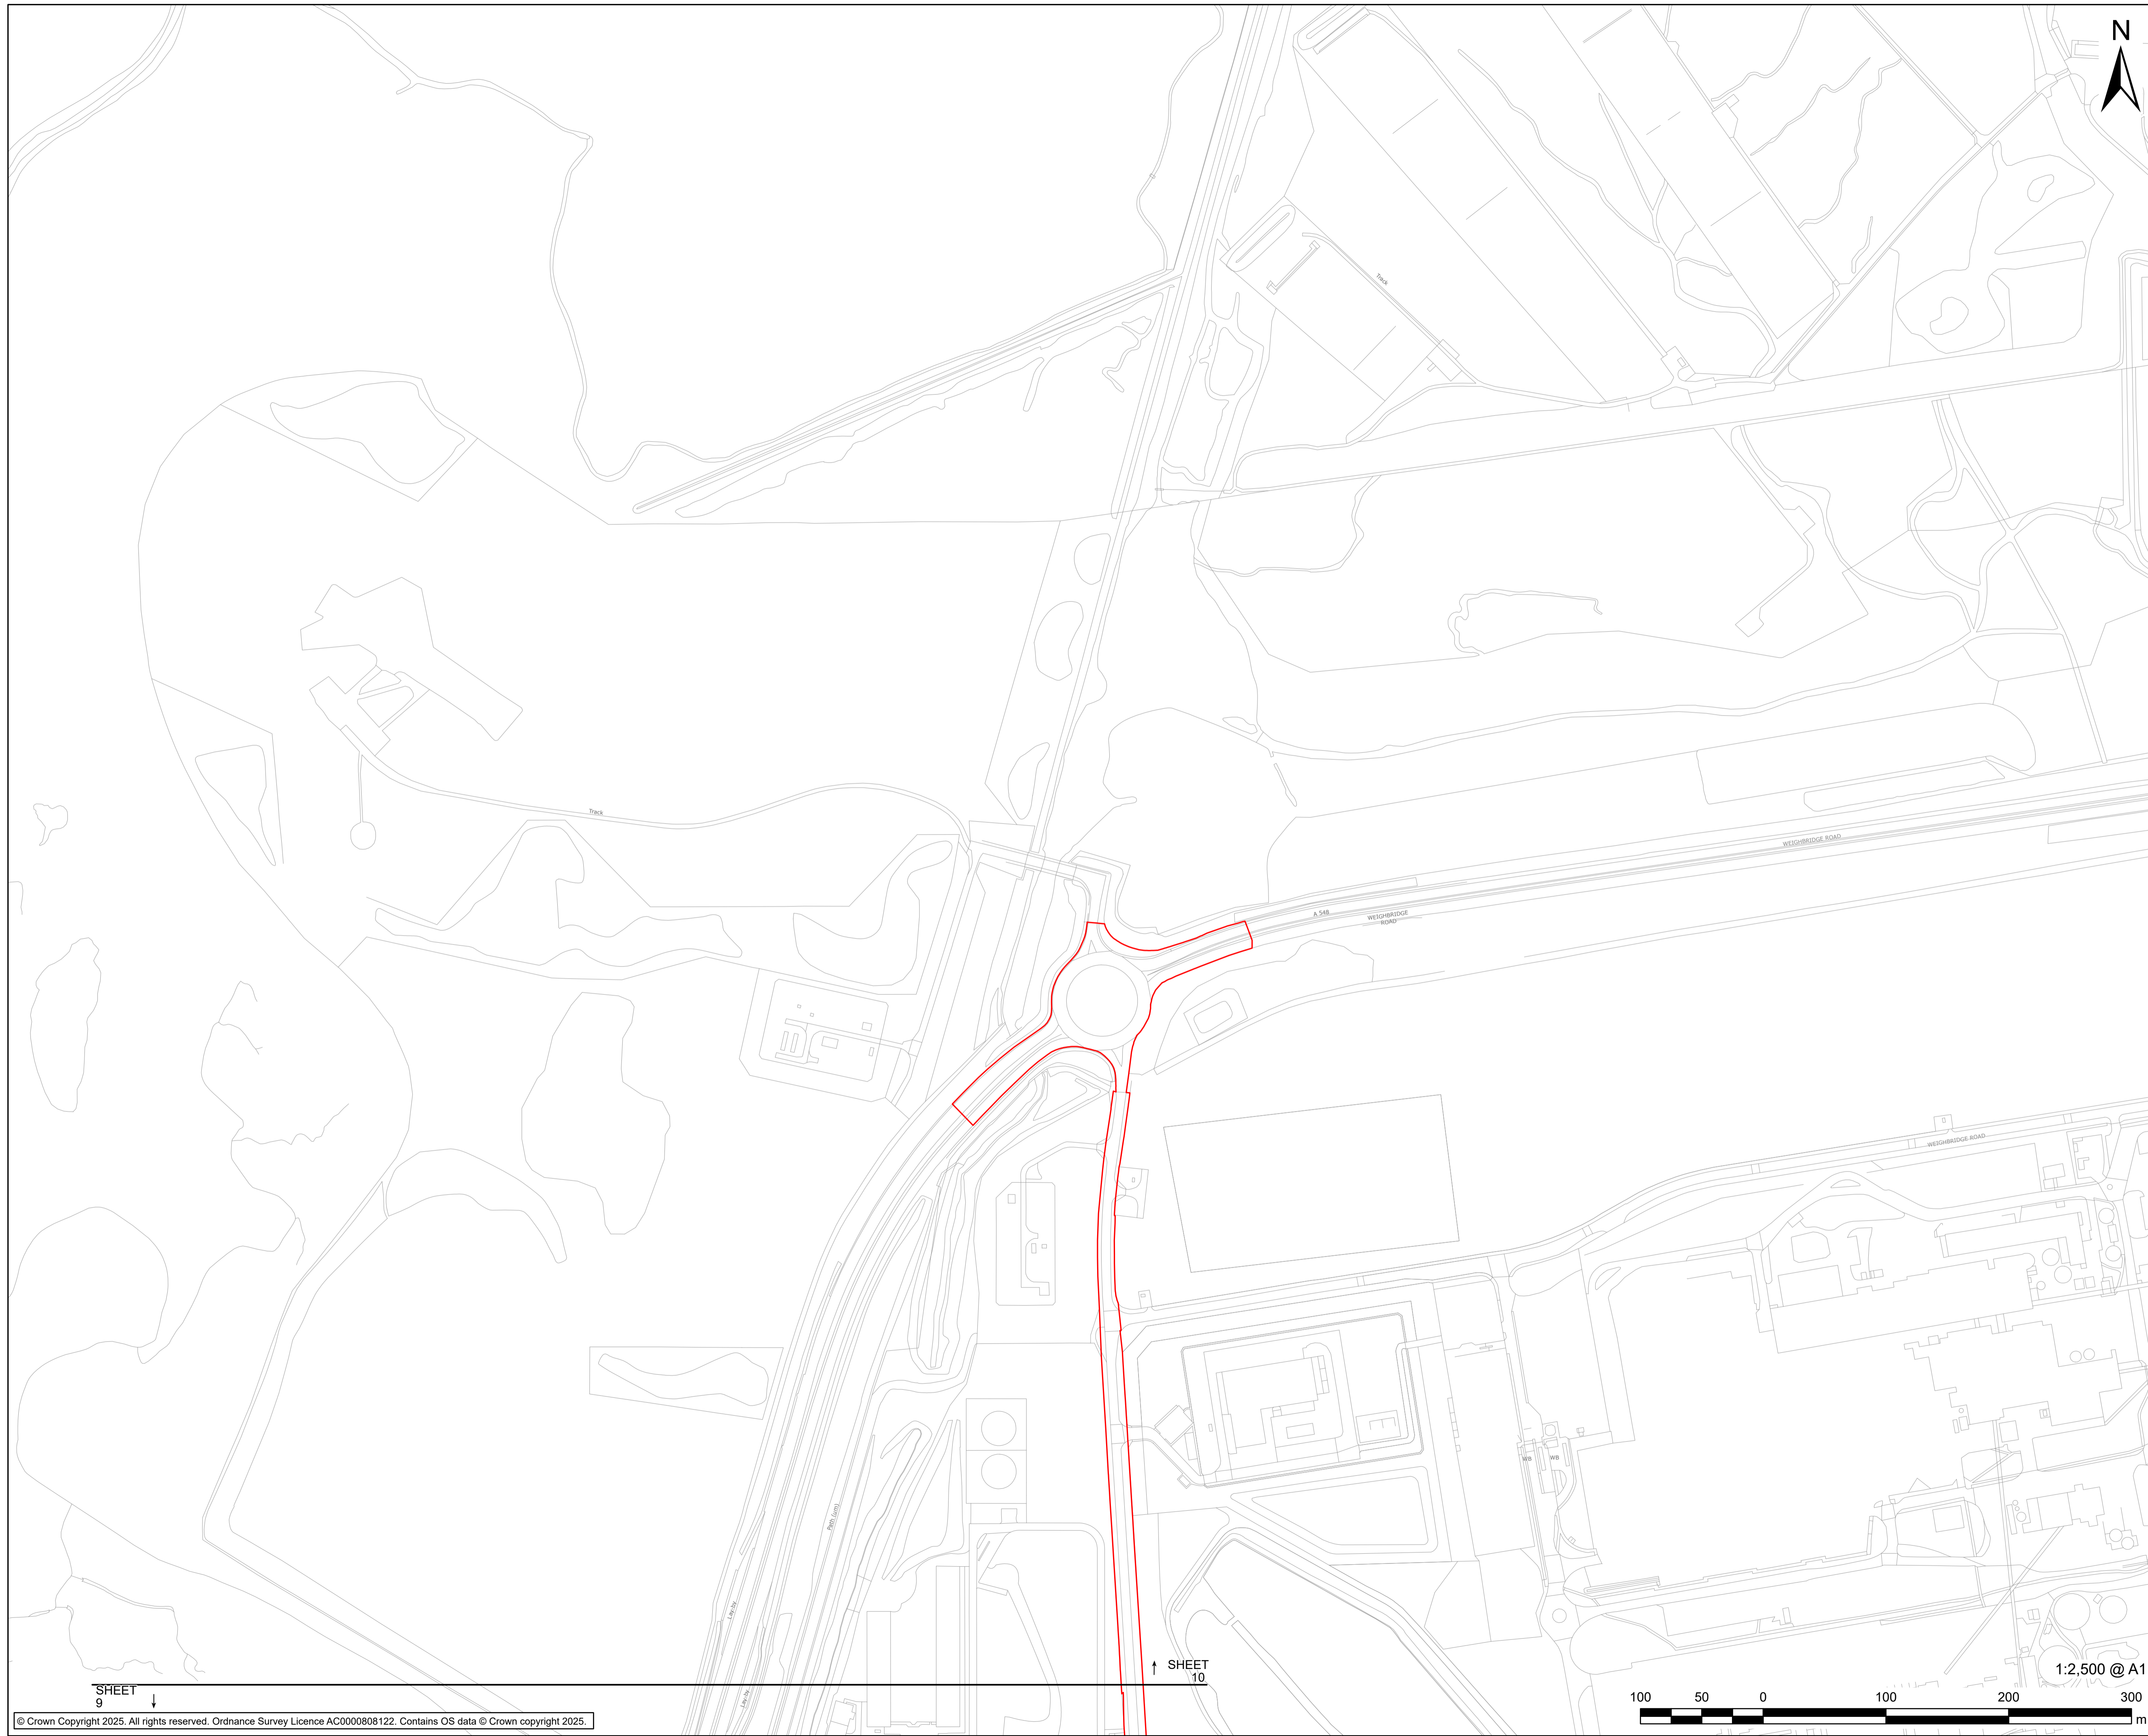 N
Track
Track
WEIGHBRIDGE ROAD
A 548
WEIGHBRIDGE
ROAD
WEIGHBRIDGE ROAD
WB
WB
Path (um)
Lay-by
Lay-by
SHEET
10
SHEET
9
1:2,500 @ A1
100 50 0 100 200 300
m
© Crown Copyright 2025. All rights reserved. Ordnance Survey Licence AC0000808122. Contains OS data © Crown copyright 2025.